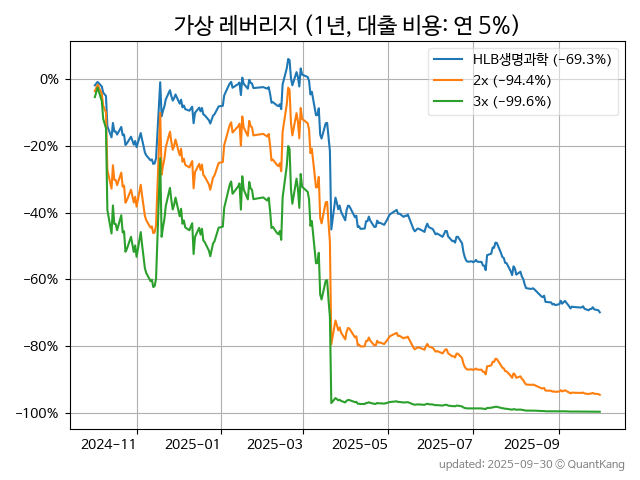 가상 레버리지 (1년, 대출 비용: 연 5%)
HLB생명과학 (−69.3%)
2x (−94.4%)
3x (−99.6%)
0%
−20%
−40%
−60%
−80%
−100%
2024-11 2025-01 2025-03 2025-05 2025-07 2025-09
updated: 2025-09-30 © QuantKang